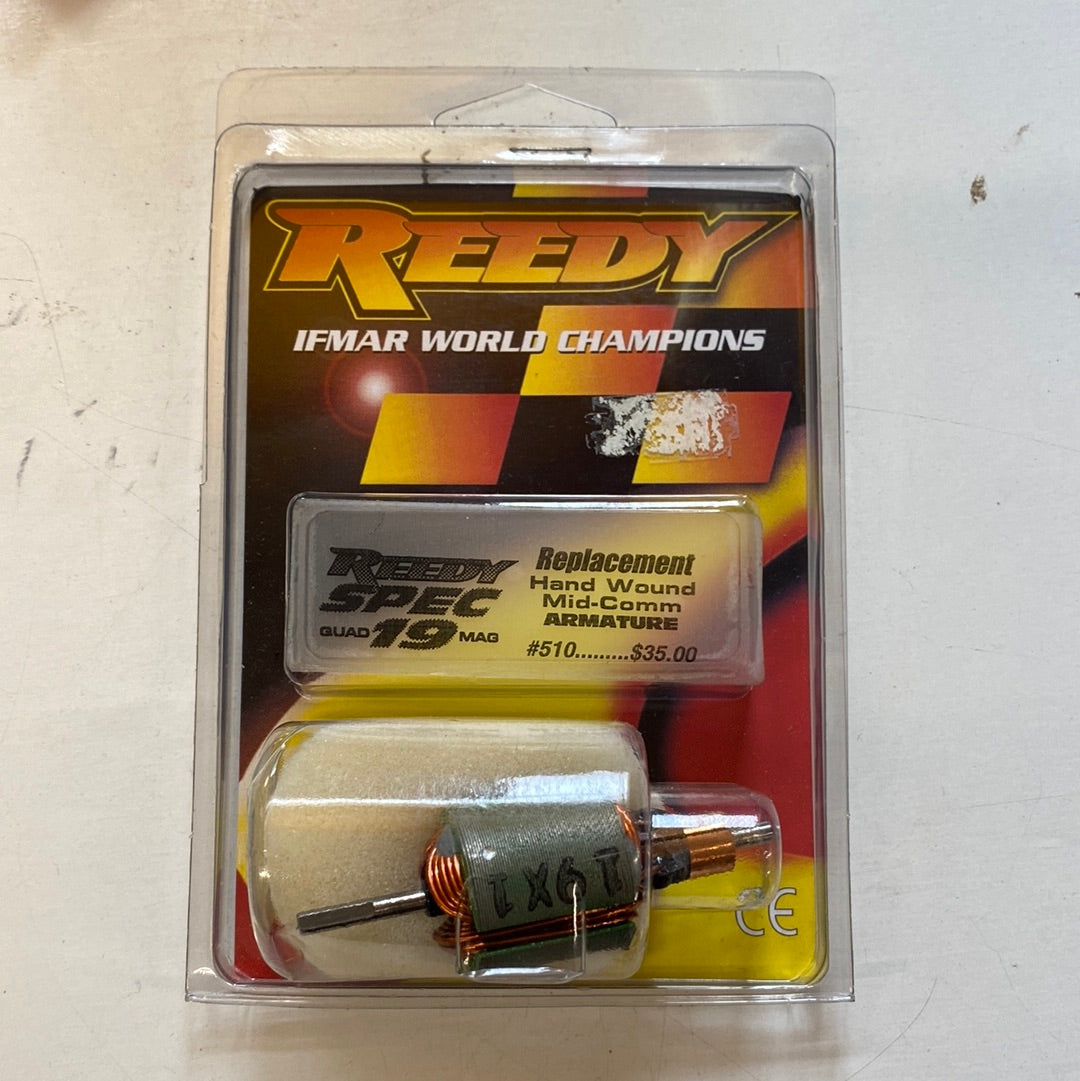 REEDY
IFMAR WORLD CHAMPIONS
REEDY
SPEC
QUAD 19 MAG
Replacement
Hand Wound
Mid-Comm
ARMATURE
#510.........$35.00
19X1
CE